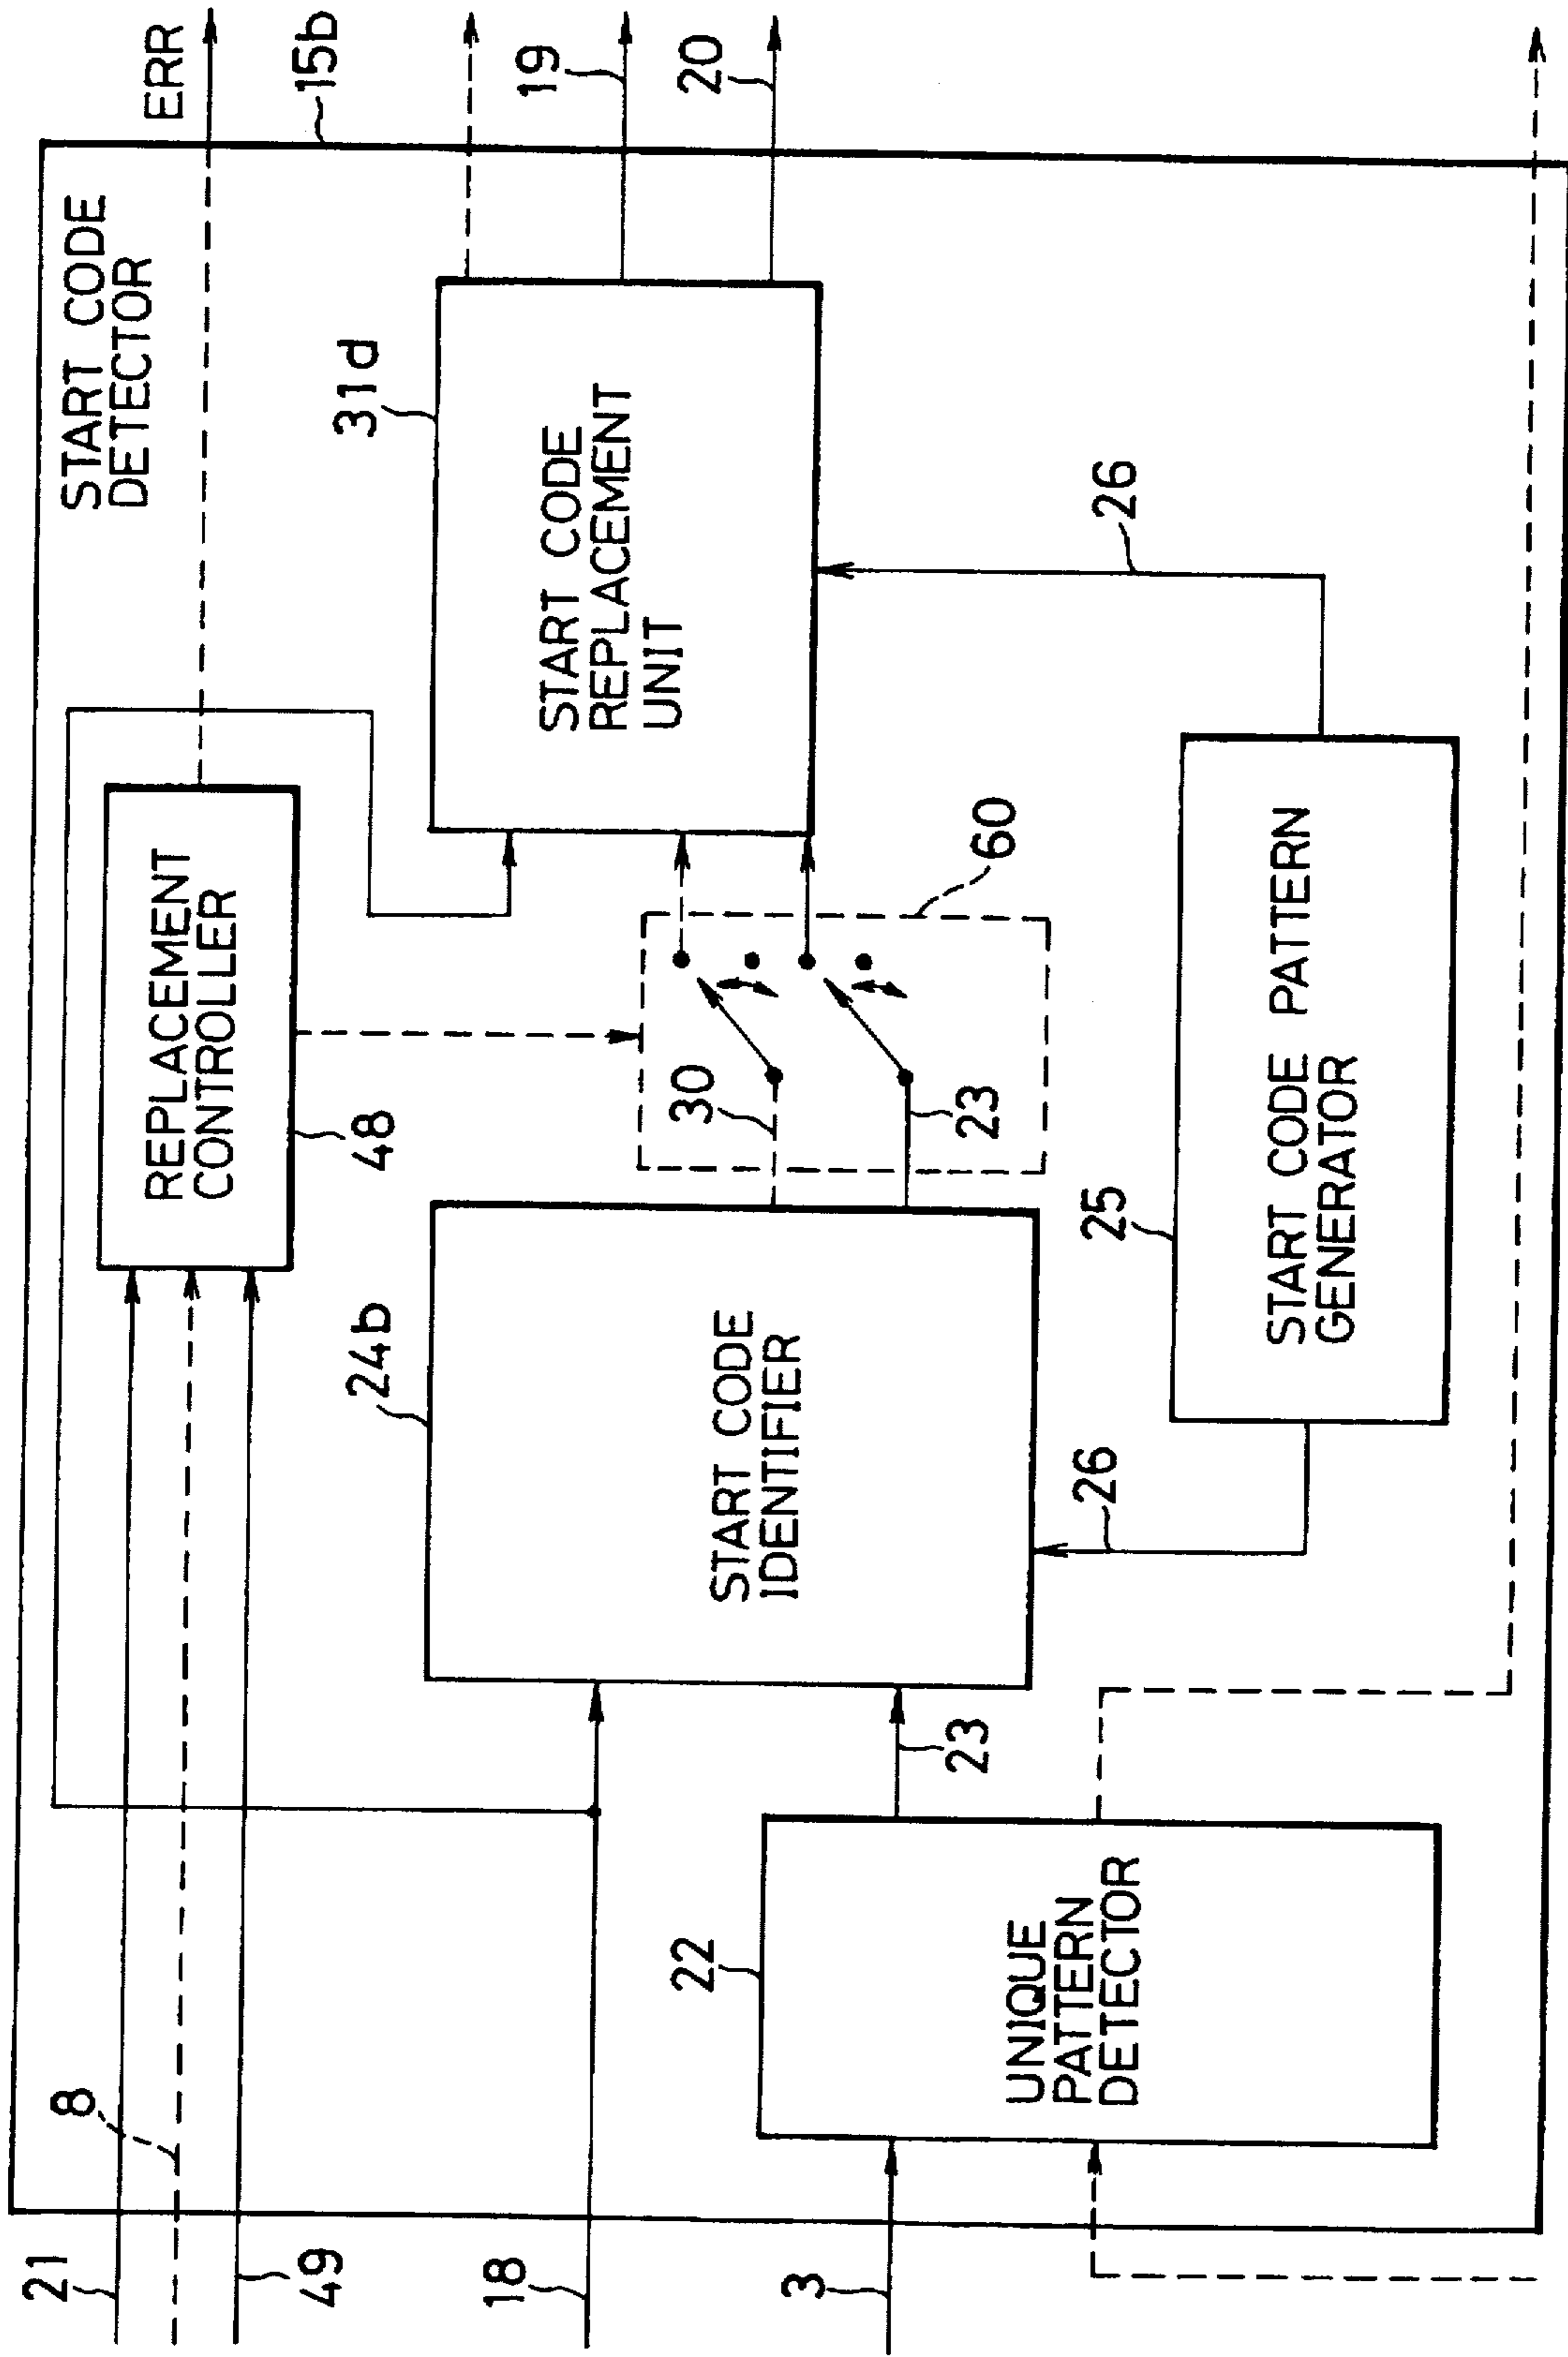 START CODE
DETECTOR
ERR
15b
21
8
49
REPLACEMENT
CONTROLLER
48
18
24b
START CODE
IDENTIFIER
30
23
60
31d
START CODE
REPLACEMENT
UNIT
19
20
3
22
UNIQUE
PATTERN
DETECTOR
23
26
25
START CODE PATTERN
GENERATOR
26